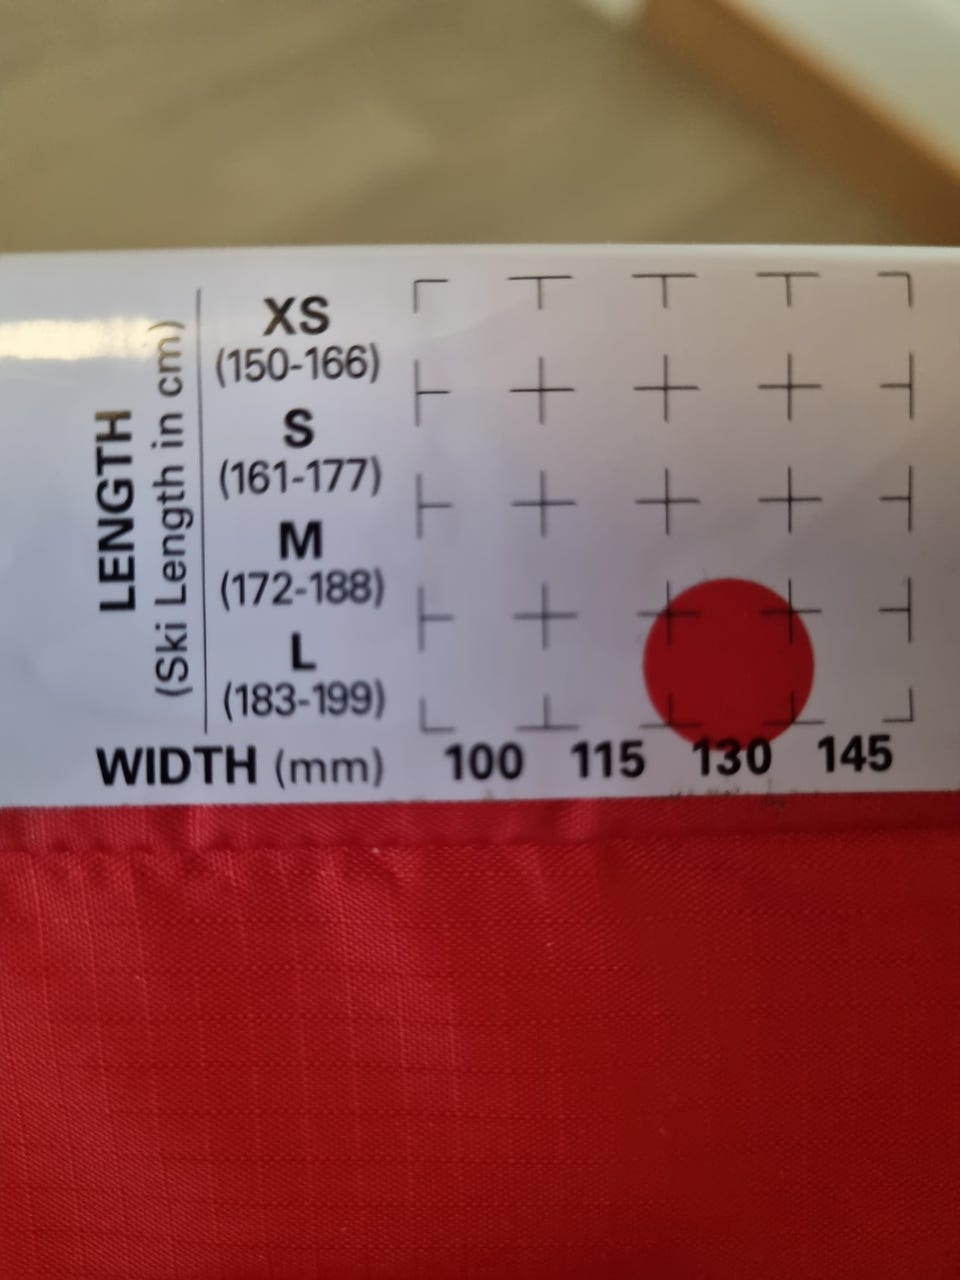 LENGTH
(Ski Length in cm)
XS
(150-166)
S
(161-177)
M
(172-188)
L
(183-199)
WIDTH (mm) 100 115 130 145